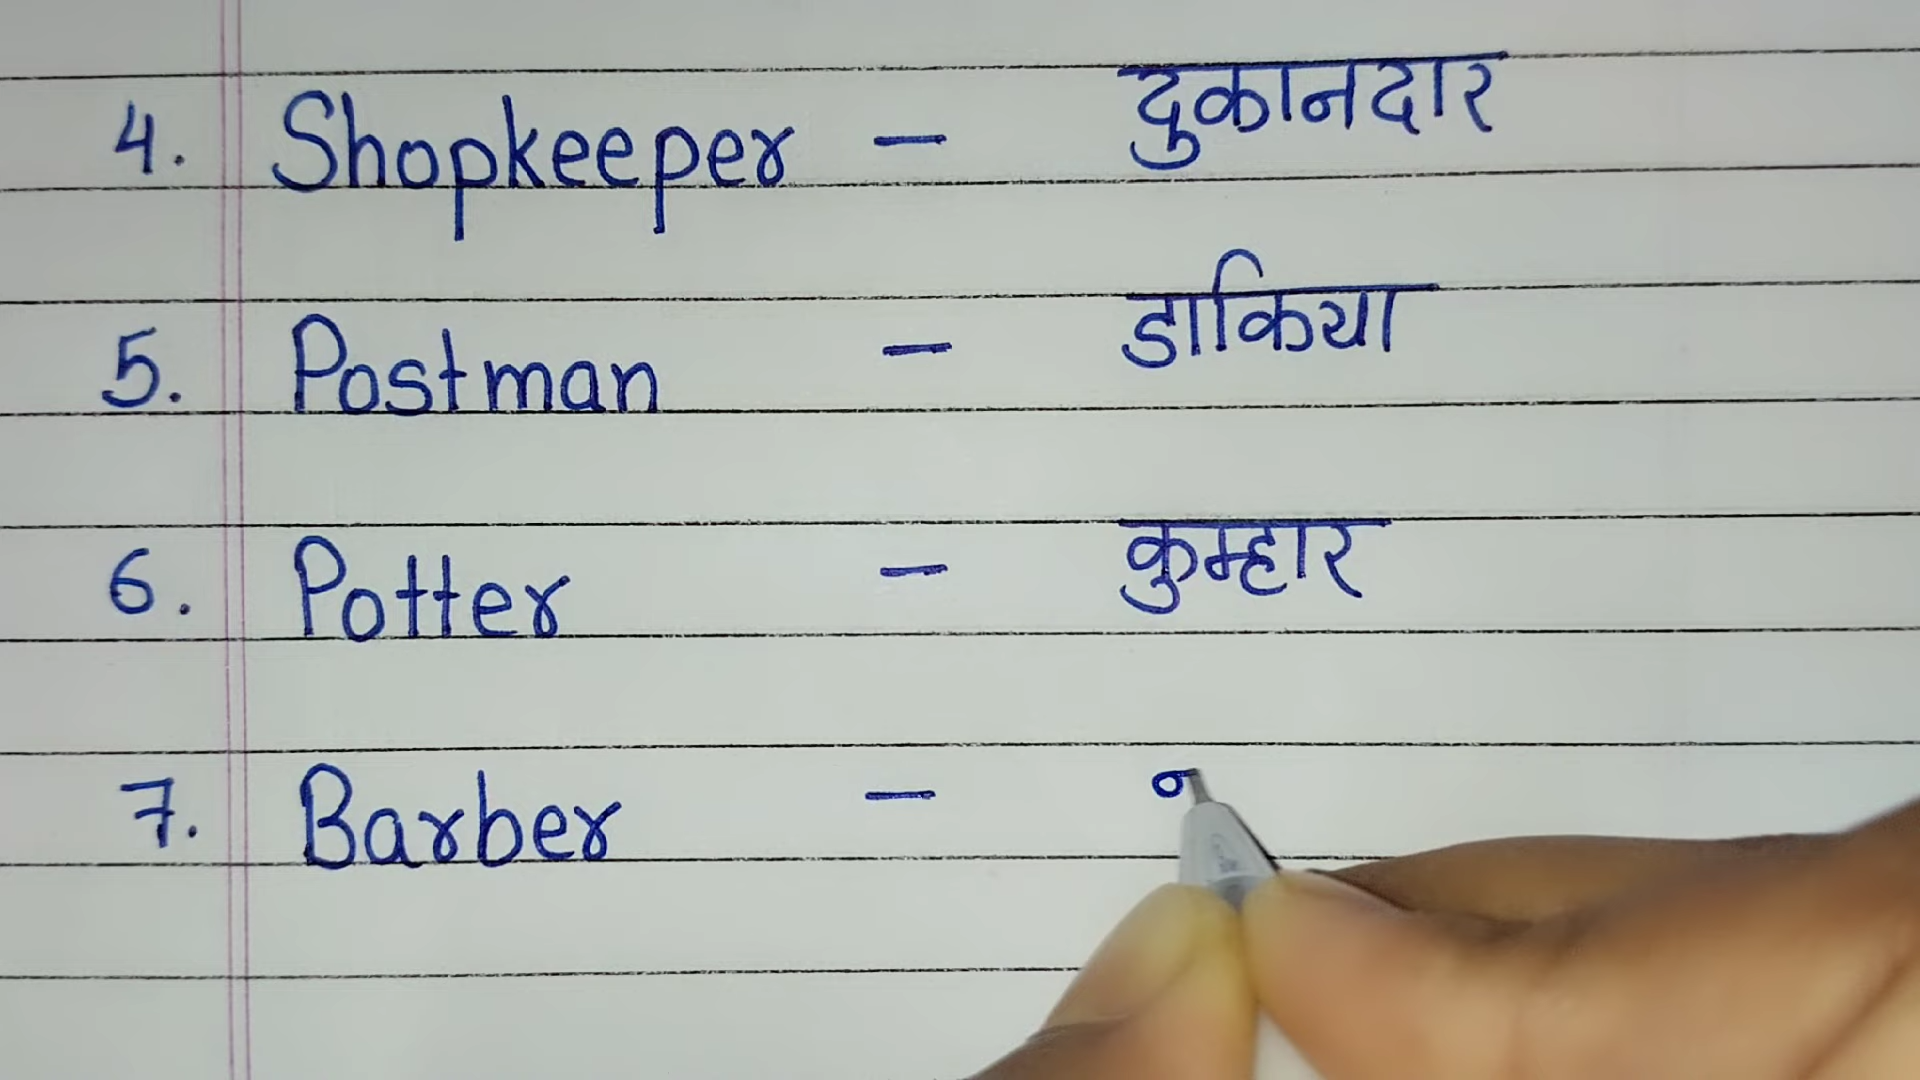 4. Shopkeeper - दुकानदार
5. Postman - डाकिया
6. Potter - कुम्हार
7. Barber -